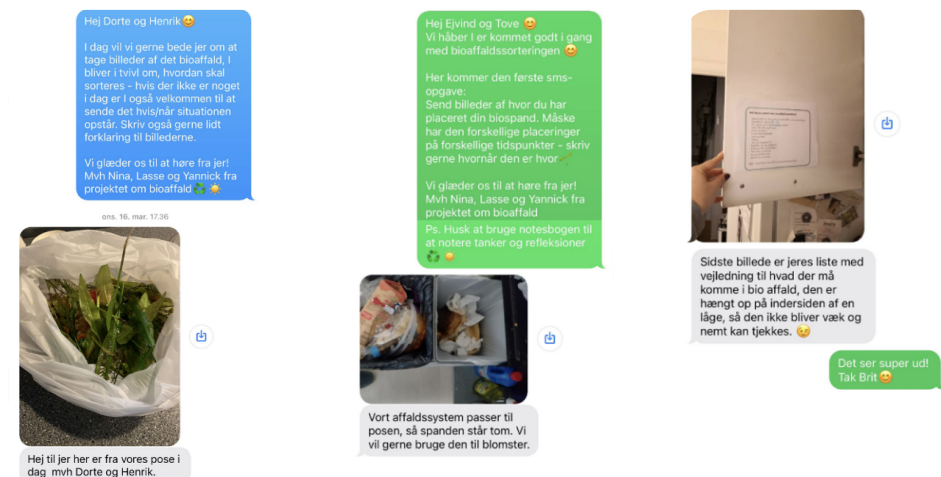 Hej Dorte og Henrik😊
I dag vil vi gerne bede jer om at
tage billeder af det bioaffald, I
bliver i tvivl om, hvordan skal
sorteres - hvis der ikke er noget
i dag er I også velkommen til at
sende det hvis/når situationen
opstår. Skriv også gerne lidt
forklaring til billederne.
Vi glæder os til at høre fra jer!
Mvh Nina, Lasse og Yannick fra
projektet om bioaffald♻️ ☀️
ons. 16. mar. 17.36
Hej til jer her er fra vores pose i
dag mvh Dorte og Henrik.
Hej Ejvind og Tove 😊
Vi håber I er kommet godt i gang
med bioaffaldssorteringen 😊
Her kommer den første sms-
opgave:
Send billeder af hvor du har
placeret din biospand. Måske
har den forskellige placeringer
på forskellige tidspunkter - skriv
gerne hvornår den er hvor
Vi glæder os til at høre fra jer!
Mvh Nina, Lasse og Yannick fra
projektet om bioaffald
Ps. Husk at bruge notesbogen til
at notere tanker og refleksioner
♻️ ☀️
Vort affaldssystem passer til
posen, så spanden står tom. Vi
vil gerne bruge den til blomster.
Sidste billede er jeres liste med
vejledning til hvad der må
komme i bio affald, den er
hængt op på indersiden af en
låge, så den ikke bliver væk og
nemt kan tjekkes. 😉
Det ser super ud!
Tak Brit😊